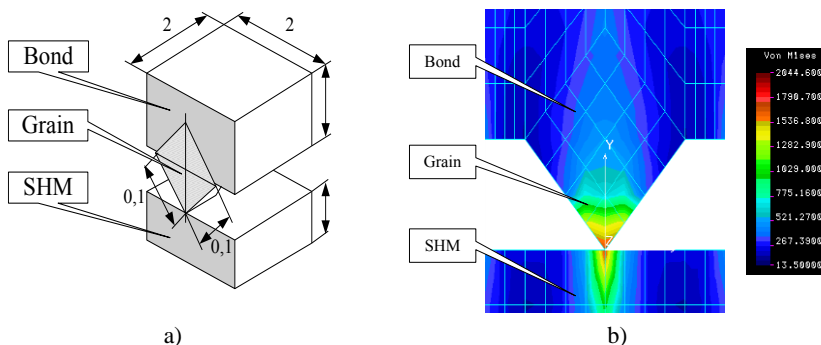 2
2
Bond
Grain
SHM
0,1
0,1
a)
Bond
Grain
SHM
Y
Z
b)
Von Mises
2044.600
1790.700
1536.800
1282.900
1029.000
775.1600
521.2700
267.3900
13.50000